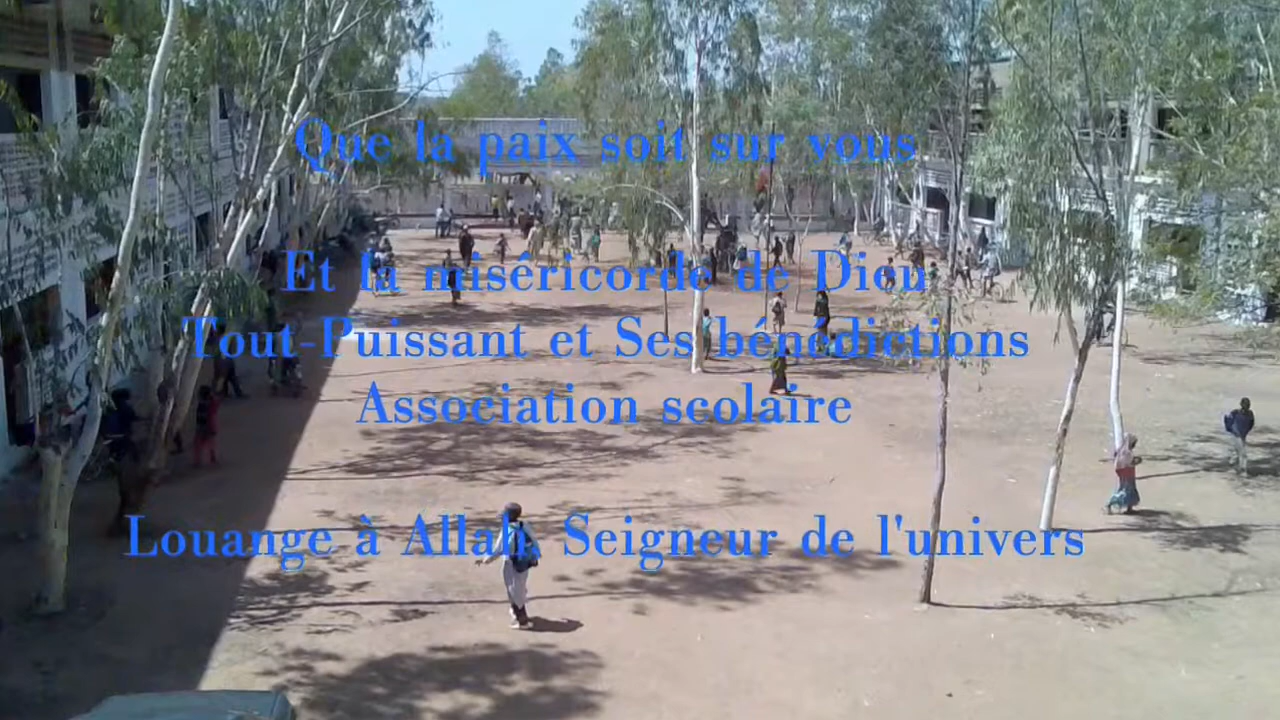 Que la paix soit sur vous
Et la miséricorde de Dieu
Tout-Puissant et Ses bénédictions
Association scolaire
Louange à Allah, Seigneur de l'univers